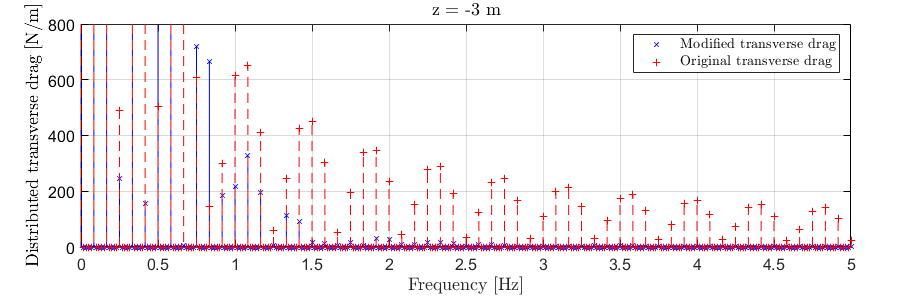 z = -3 m
Distributed transverse drag [N/m]
800
600
400
200
0
Modified transverse drag
Original transverse drag
0 0.5 1 1.5 2 2.5 3 3.5 4 4.5 5
Frequency [Hz]